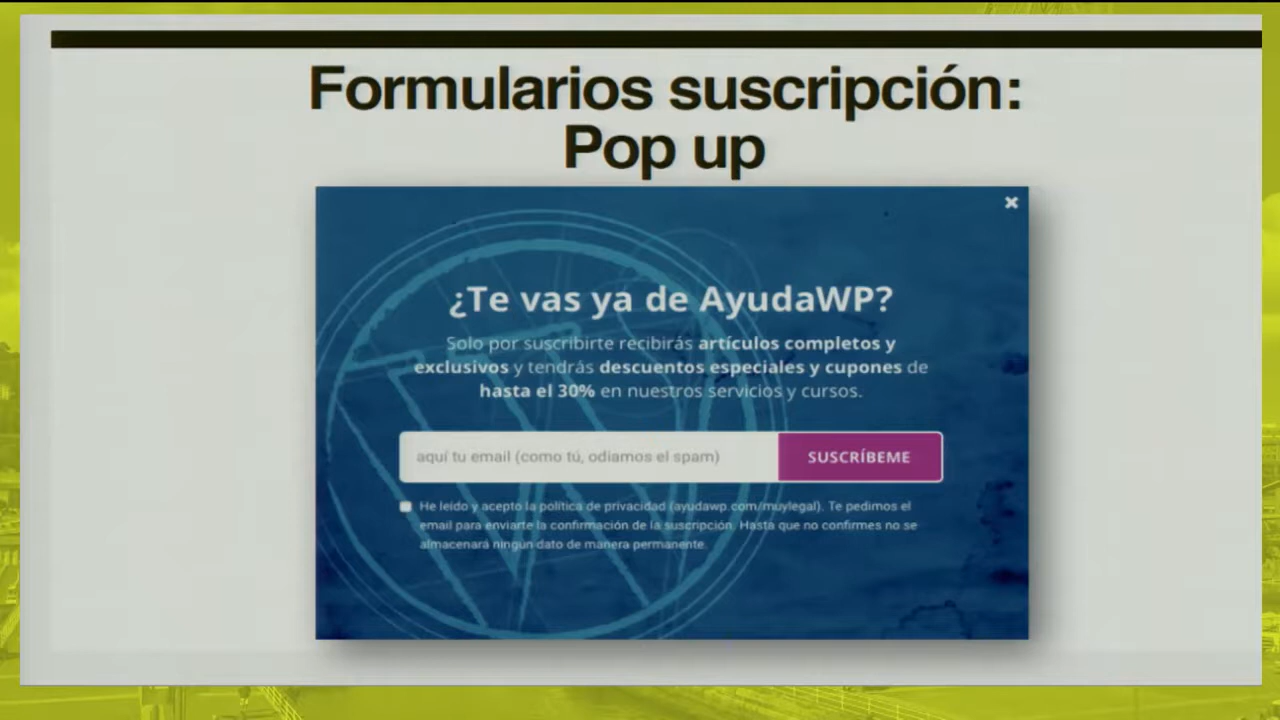 Formularios suscripción:
Pop up
¿Te vas ya de AyudaWP?
Solo por suscribirte recibirás artículos completos y
exclusivos y tendrás descuentos especiales y cupones de
hasta el 30% en nuestros servicios y cursos.
aquí tu email (como tú, odiamos el spam)
SUSCRÍBEME
He leído y acepto la política de privacidad (ayudawp.com/muylegal). Te pedimos el
email para enviarte la confirmación de la suscripción. Hasta que no confirmes no se
almacenará ningún dato de manera permanente.